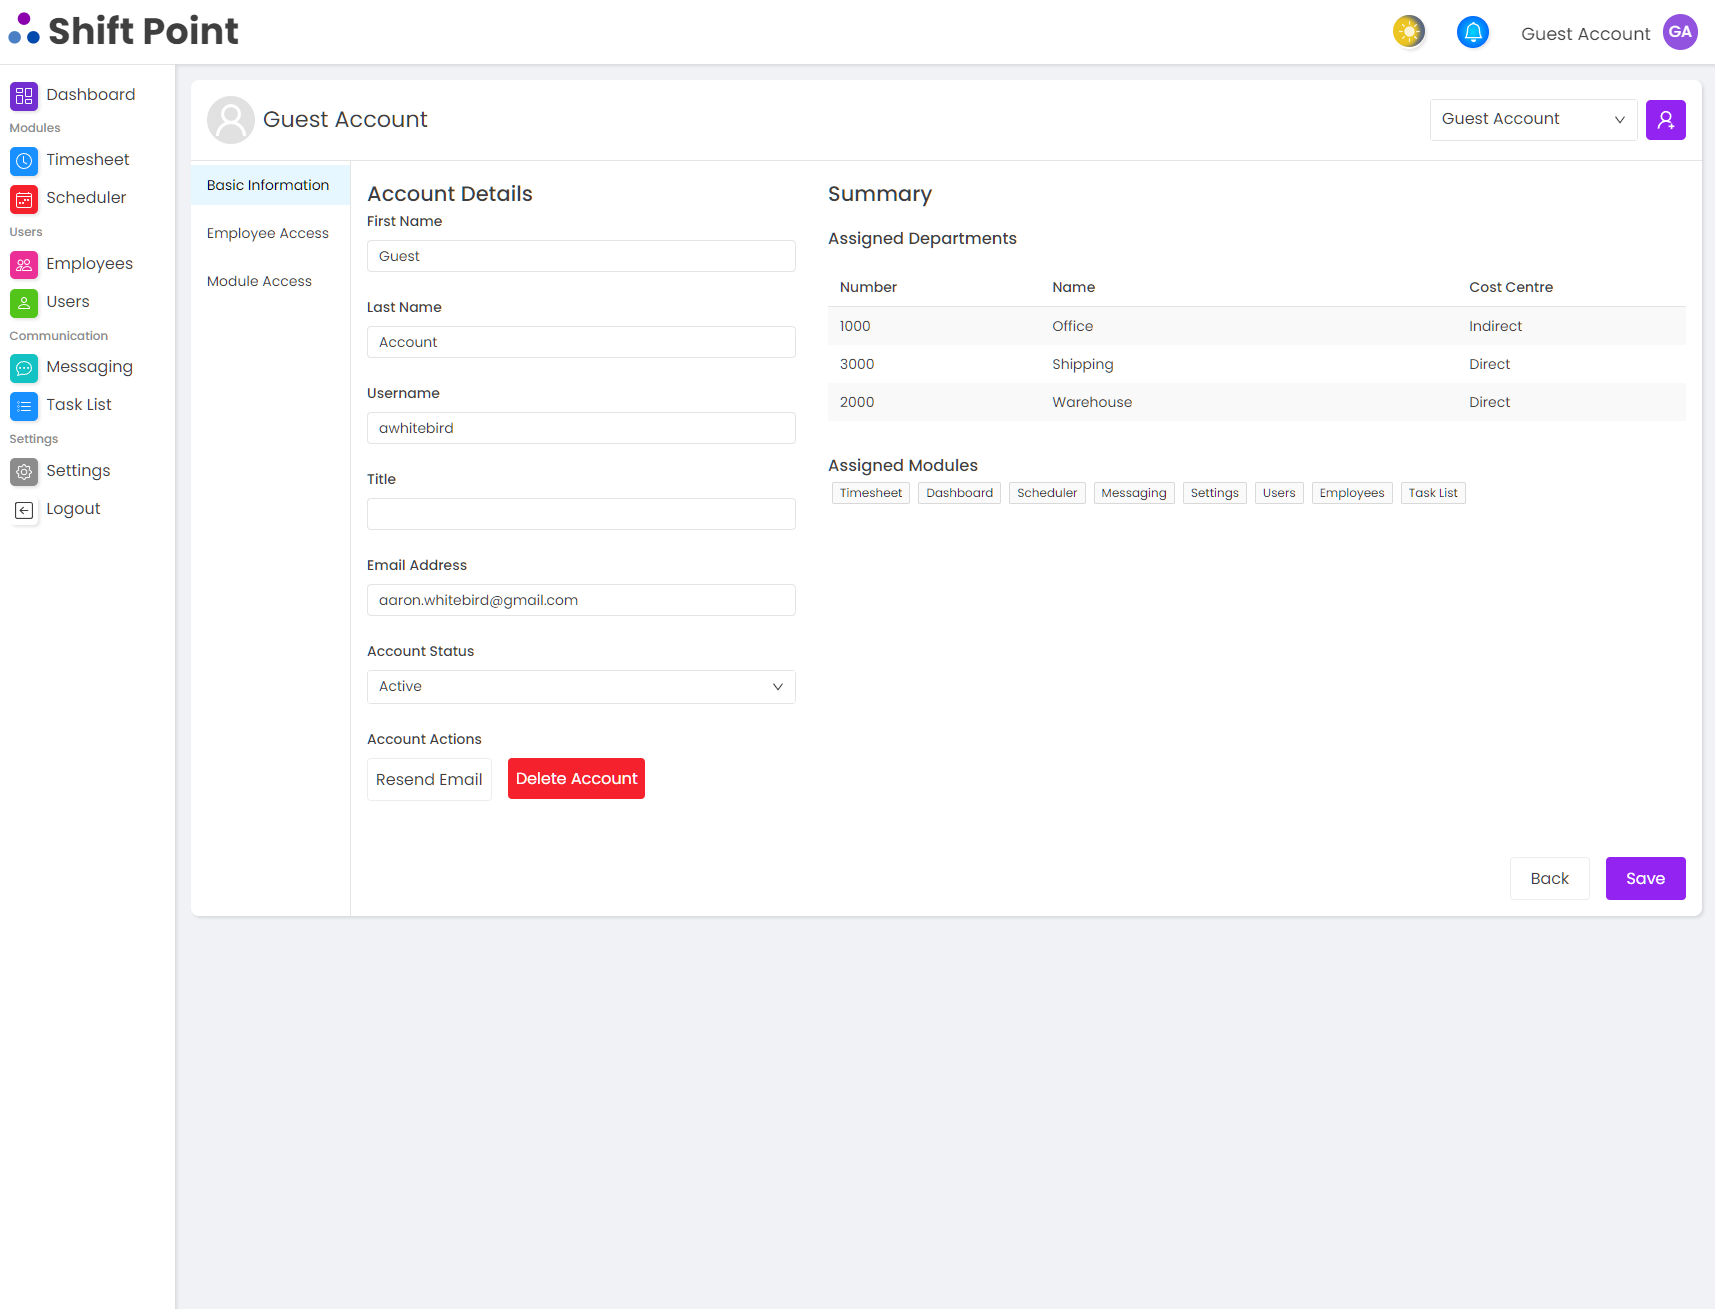 Shift Point
Guest Account
GA
Dashboard
Modules
Timesheet
Scheduler
Users
Employees
Users
Communication
Messaging
Task List
Settings
Settings
Logout
Guest Account
Guest Account
Basic Information
Employee Access
Module Access
Account Details
First Name
Guest
Last Name
Account
Username
awhitebird
Title
Email Address
aaron.whitebird@gmail.com
Account Status
Active
Account Actions
Resend Email
Delete Account
Summary
Assigned Departments
Number Name Cost Centre
1000 Office Indirect
3000 Shipping Direct
2000 Warehouse Direct
Assigned Modules
Timesheet Dashboard Scheduler Messaging Settings Users Employees Task List
Back
Save